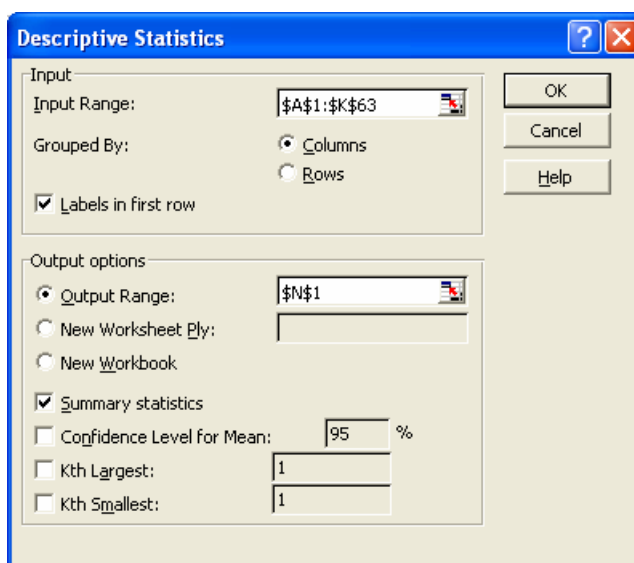 Descriptive Statistics
Input
Input Range: $A$1:$K$63
Grouped By: Columns
Rows
Labels in first row
OK
Cancel
Help
Output options
Output Range: $N$1
New Worksheet Ply:
New Workbook
Summary statistics
Confidence Level for Mean: 95 %
Kth Largest: 1
Kth Smallest: 1